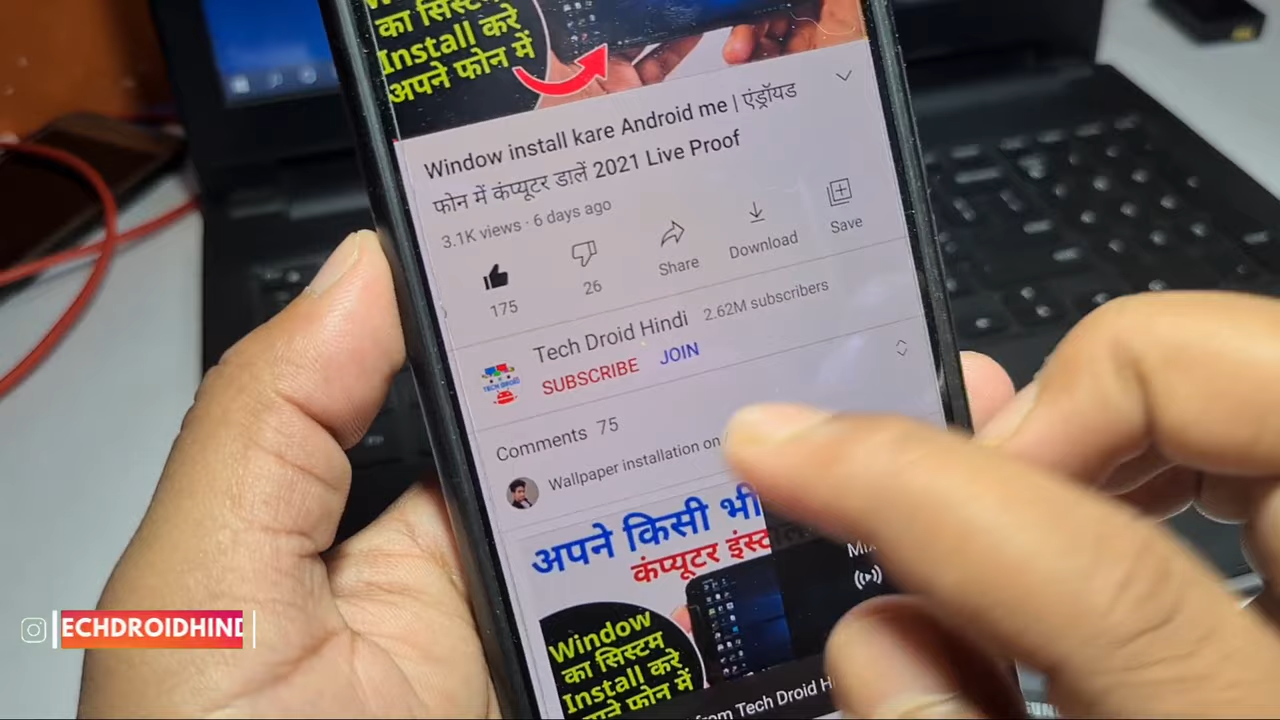 का सिस्टम
Install करे
अपने फोन में
Window install kare Android me | एंड्रॉयड
फोन में कंप्यूटर डालें 2021 Live Proof
3.1K views · 6 days ago
175
26
Share
Download
Save
Tech Droid Hindi 2.62M subscribers
SUBSCRIBE JOIN
Comments 75
Wallpaper installation on
अपने किसी भी
कंप्यूटर
Window
का सिस्टम
Install करे
अपने फोन में
from Tech Droid
ECHDROIDHIND